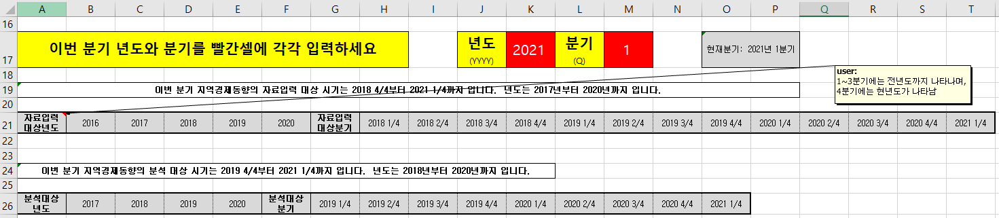 A B C D E F G H I J K L M N O P Q R S T
16
17 이번 분기 년도와 분기를 빨간셀에 각각 입력하세요 년도 (YYYY) 2021 분기 (Q) 1 현재분기: 2021년 1분기
18
user:
1~3분기에는 전년도까지 나타나며,
4분기에는 현년도가 나타남
19 이번 분기 지역경제동향의 자료입력 대상 시기는 2018 4/4부터 2021 1/4까지 입니다. 년도는 2017년부터 2020년까지 입니다.
20
21 자료입력 대상년도 2016 2017 2018 2019 2020 자료입력 대상분기 2018 1/4 2018 2/4 2018 3/4 2018 4/4 2019 1/4 2019 2/4 2019 3/4 2019 4/4 2020 1/4 2020 2/4 2020 3/4 2020 4/4 2021 1/4
22
23
24 이번 분기 지역경제동향의 분석 대상 시기는 2019 4/4부터 2021 1/4까지 입니다. 년도는 2018년부터 2020년까지 입니다.
25
26 분석대상 년도 2017 2018 2019 2020 분석대상 분기 2019 1/4 2019 2/4 2019 3/4 2019 4/4 2020 1/4 2020 2/4 2020 3/4 2020 4/4 2021 1/4